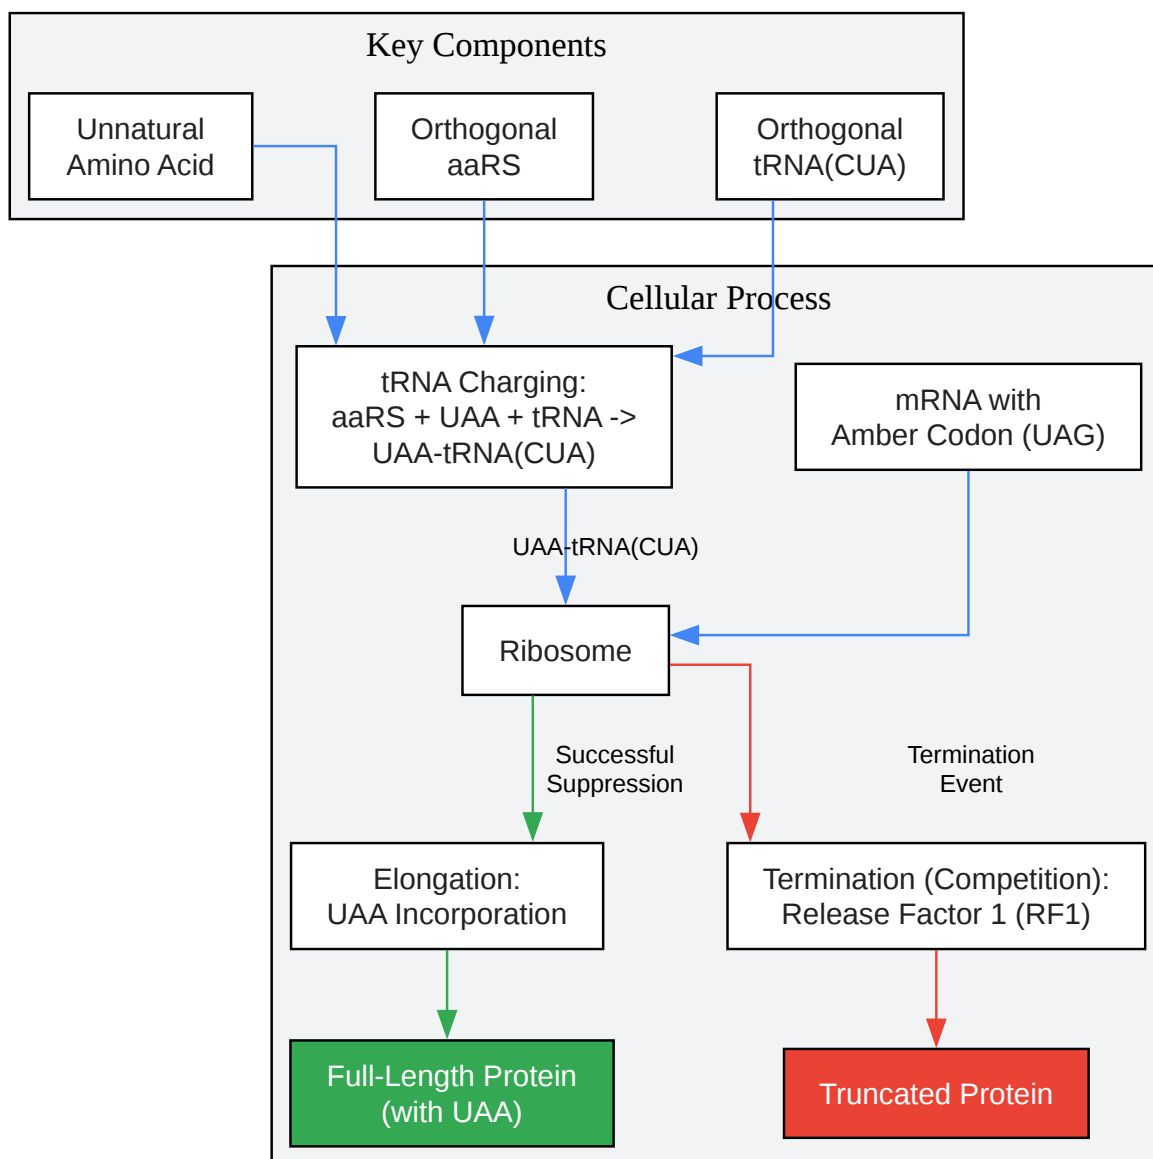 Key Components
Unnatural
Amino Acid
Orthogonal
aaRS
Orthogonal
tRNA(CUA)
Cellular Process
tRNA Charging:
aaRS + UAA + tRNA ->
UAA-tRNA(CUA)
mRNA with
Amber Codon (UAG)
UAA-tRNA(CUA)
Ribosome
Successful
Suppression
Termination
Event
Elongation:
UAA Incorporation
Termination (Competition):
Release Factor 1 (RF1)
Full-Length Protein
(with UAA)
Truncated Protein